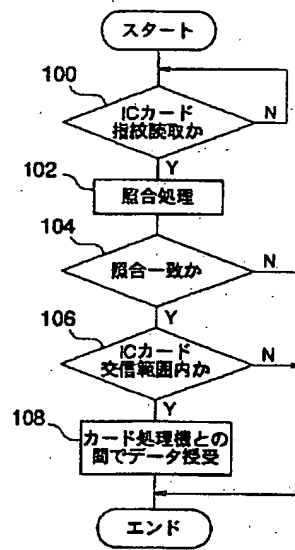 スタート
100
ICカード
指紋読取か
N
Y
102
照合処理
104
照合一致か
N
Y
106
ICカード
交信範囲内か
N
Y
108
カード処理機との
間でデータ授受
エンド